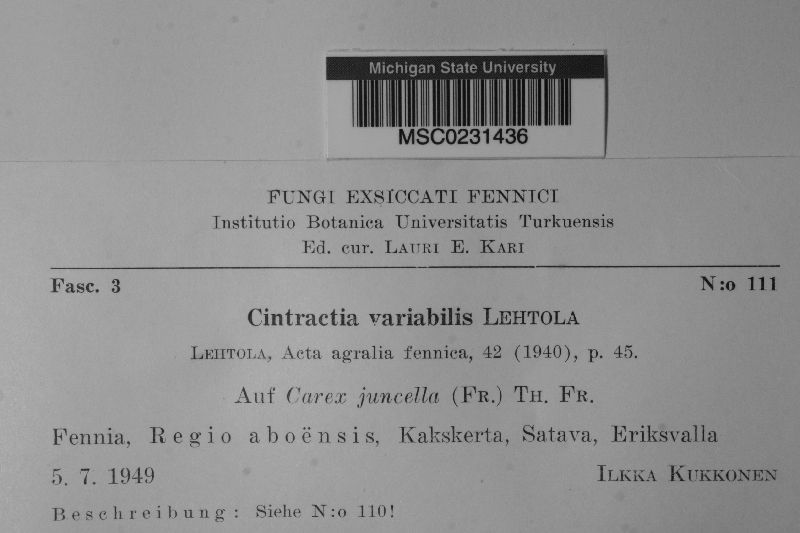 Michigan State University
MSC0231436
FUNGI EXSICCATI FENNICI
Institutio Botanica Universitatis Turkuensis
Ed. cur. LAURI E. KARI
Fasc. 3 N:o 111
Cintractia variabilis LEHTOLA
LEHTOLA, Acta agralia fennica, 42 (1940), p. 45.
Auf Carex juncella (FR.) TH. FR.
Fennia, Regio aboënsis, Kakskerta, Satava, Eriksvalla
5. 7. 1949 ILKKA KUKKONEN
Beschreibung: Siehe N:o 110!